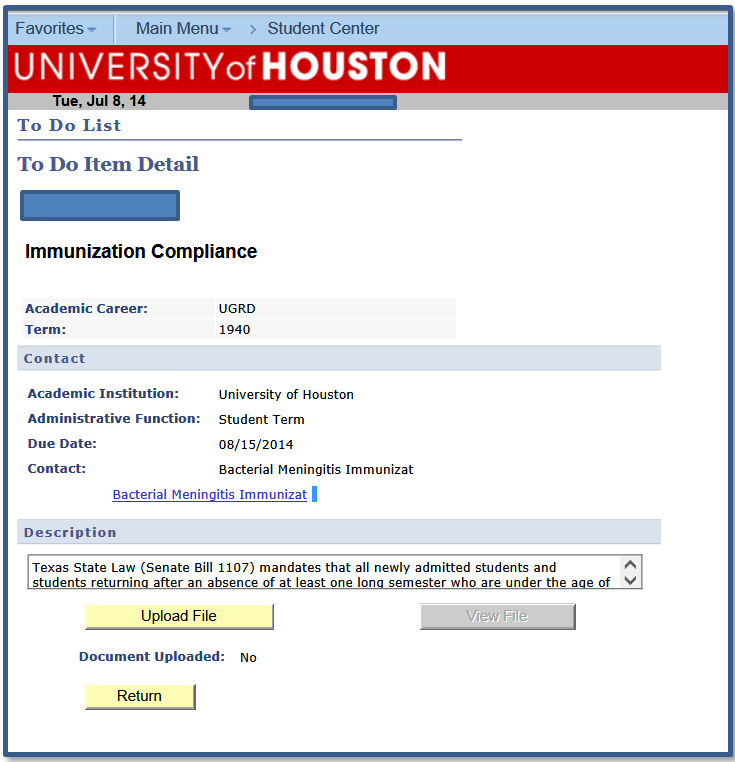 Favorites Main Menu > Student Center
UNIVERSITY of HOUSTON
Tue, Jul 8, 14
To Do List
To Do Item Detail
Immunization Compliance
Academic Career: UGRD
Term: 1940
Contact
Academic Institution: University of Houston
Administrative Function: Student Term
Due Date: 08/15/2014
Contact: Bacterial Meningitis Immunizat
Bacterial Meningitis Immunizat
Description
Texas State Law (Senate Bill 1107) mandates that all newly admitted students and
students returning after an absence of at least one long semester who are under the age of
Upload File View File
Document Uploaded: No
Return